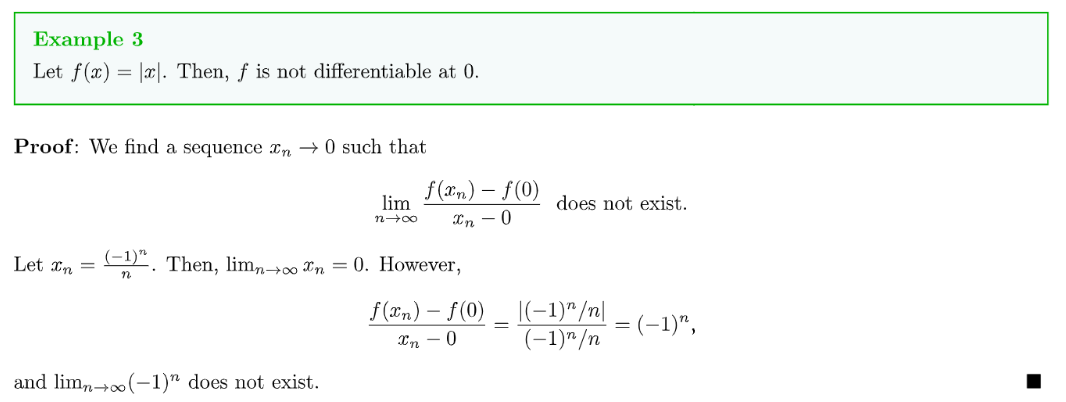 Example 3
Let $f(x) = |x|$. Then, $f$ is not differentiable at 0.
**Proof**: We find a sequence $x_n \to 0$ such that
$$\lim_{n\to\infty} \frac{f(x_n) - f(0)}{x_n - 0} \text{ does not exist.}$$
Let $x_n = \frac{(-1)^n}{n}$. Then, $\lim_{n\to\infty} x_n = 0$. However,
$$\frac{f(x_n) - f(0)}{x_n - 0} = \frac{|(-1)^n/n|}{(-1)^n/n} = (-1)^n,$$
and $\lim_{n\to\infty}(-1)^n$ does not exist. ■